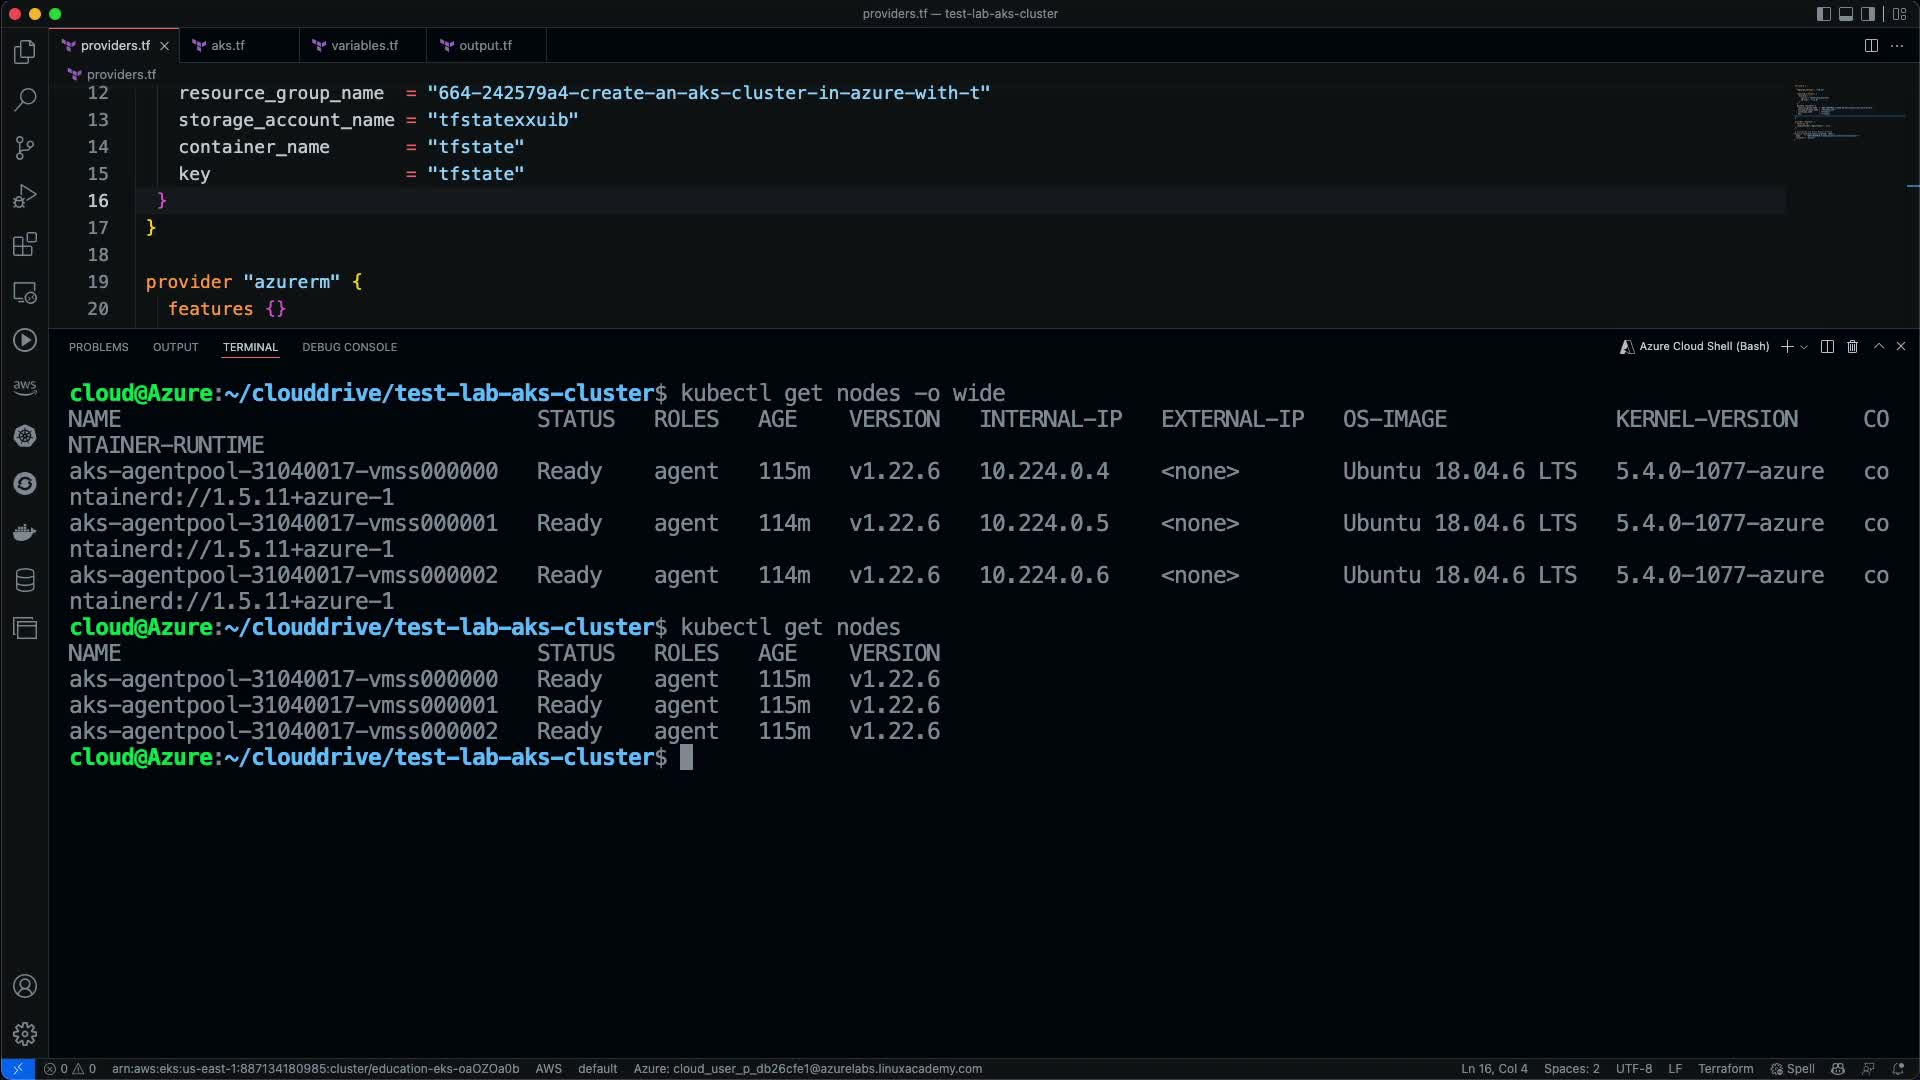 providers.tf — test-lab-aks-cluster
providers.tf
aks.tf
variables.tf
output.tf
providers.tf
12 resource_group_name = "664-242579a4-create-an-aks-cluster-in-azure-with-t"
13 storage_account_name = "tfstatexxuib"
14 container_name = "tfstate"
15 key = "tfstate"
16 }
17 }
18
19 provider "azurerm" {
20 features {}
PROBLEMS OUTPUT TERMINAL DEBUG CONSOLE
Azure Cloud Shell (Bash)
cloud@Azure:~/clouddrive/test-lab-aks-cluster$ kubectl get nodes -o wide
NAME STATUS ROLES AGE VERSION INTERNAL-IP EXTERNAL-IP OS-IMAGE KERNEL-VERSION CO
NTAINER-RUNTIME
aks-agentpool-31040017-vmss000000 Ready agent 115m v1.22.6 10.224.0.4 <none> Ubuntu 18.04.6 LTS 5.4.0-1077-azure co
ntainerd://1.5.11+azure-1
aks-agentpool-31040017-vmss000001 Ready agent 114m v1.22.6 10.224.0.5 <none> Ubuntu 18.04.6 LTS 5.4.0-1077-azure co
ntainerd://1.5.11+azure-1
aks-agentpool-31040017-vmss000002 Ready agent 114m v1.22.6 10.224.0.6 <none> Ubuntu 18.04.6 LTS 5.4.0-1077-azure co
ntainerd://1.5.11+azure-1
cloud@Azure:~/clouddrive/test-lab-aks-cluster$ kubectl get nodes
NAME STATUS ROLES AGE VERSION
aks-agentpool-31040017-vmss000000 Ready agent 115m v1.22.6
aks-agentpool-31040017-vmss000001 Ready agent 115m v1.22.6
aks-agentpool-31040017-vmss000002 Ready agent 115m v1.22.6
cloud@Azure:~/clouddrive/test-lab-aks-cluster$
aws
0 0 arn:aws:eks:us-east-1:887134180985:cluster/education-eks-oaOZOa0b AWS default Azure: cloud_user_p_db26cfe1@azurelabs.linuxacademy.com Ln 16, Col 4 Spaces: 2 UTF-8 LF Terraform Spell